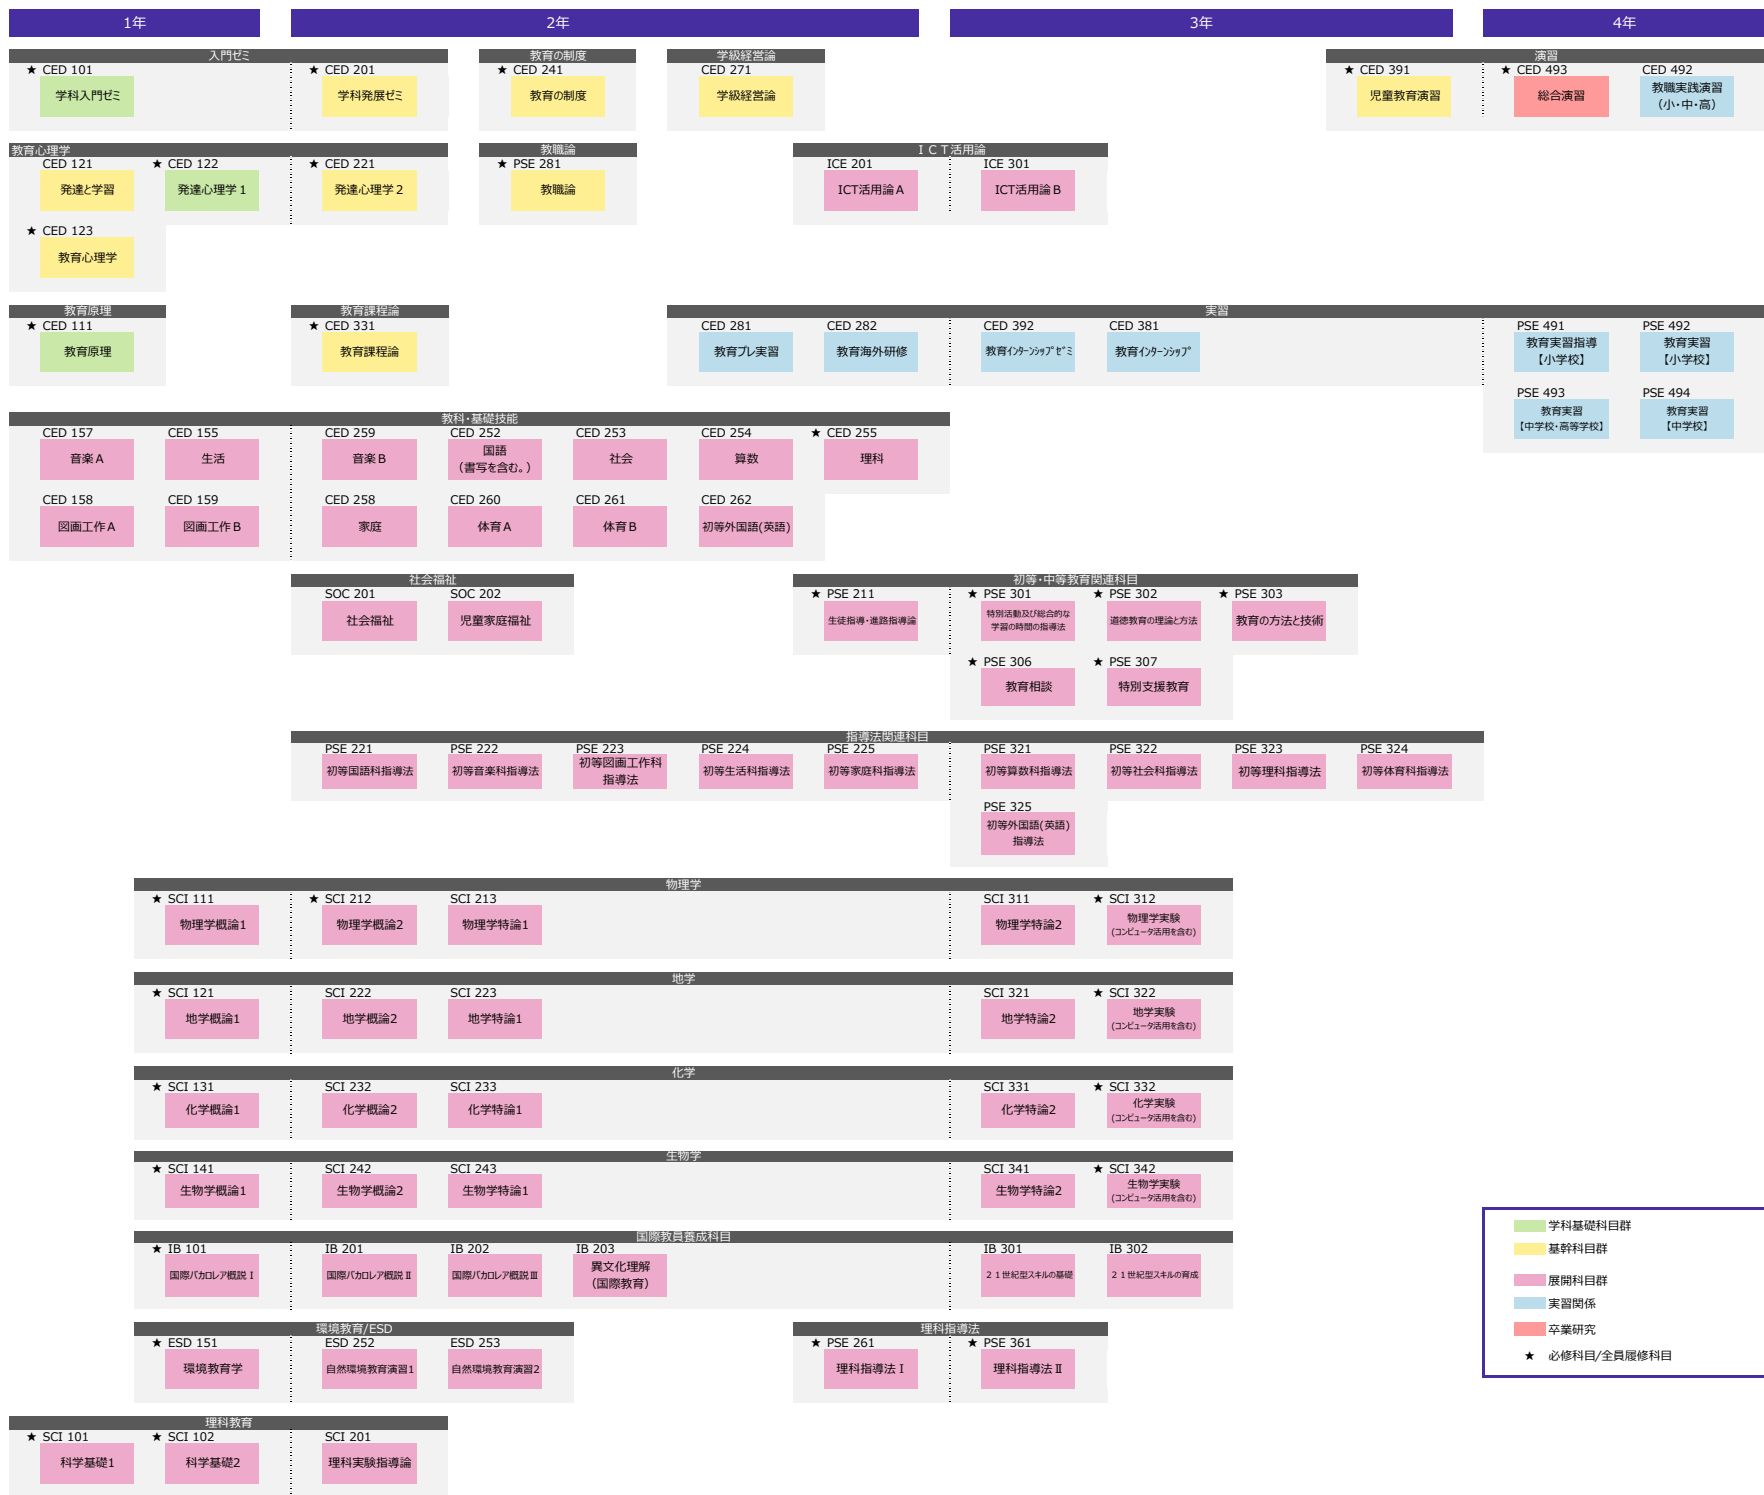 1年 2年 3年 4年
入門ゼミ 教育の制度 学級経営論 演習
★ CED 101 ★ CED 201 ★ CED 241 CED 271 ★ CED 391 ★ CED 493 CED 492
学科入門ゼミ 学科発展ゼミ 教育の制度 学級経営論 児童教育演習 総合演習 教職実践演習
（小・中・高）
教育心理学 教職論 ＩＣＴ活用論
CED 121 ★ CED 122 ★ CED 221 ★ PSE 281 ICE 201 ICE 301
発達と学習 発達心理学１ 発達心理学２ 教職論 ICT活用論Ａ ICT活用論Ｂ
★ CED 123
教育心理学
教育原理 教育課程論 実習
★ CED 111 ★ CED 331 CED 281 CED 282 CED 392 CED 381 PSE 491 PSE 492
教育原理 教育課程論 教育プレ実習 教育海外研修 教育インターンシップゼミ 教育インターンシップ 教育実習指導 教育実習
【小学校】 【小学校】
PSE 493 PSE 494
教育実習 教育実習
【中学校・高等学校】 【中学校】
教科・基礎技能
CED 157 CED 155 CED 259 CED 252 CED 253 CED 254 ★ CED 255
音楽Ａ 生活 音楽Ｂ 国語 社会 算数 理科
（書写を含む。）
CED 158 CED 159 CED 258 CED 260 CED 261 CED 262
図画工作Ａ 図画工作Ｂ 家庭 体育Ａ 体育Ｂ 初等外国語(英語)
社会福祉 初等・中等教育関連科目
SOC 201 SOC 202 ★ PSE 211 ★ PSE 301 ★ PSE 302 ★ PSE 303
社会福祉 児童家庭福祉 生徒指導・進路指導論 特別活動及び総合的な 道徳教育の理論と方法 教育の方法と技術
学習の時間の指導法
★ PSE 306 ★ PSE 307
教育相談 特別支援教育
指導法関連科目
PSE 221 PSE 222 PSE 223 PSE 224 PSE 225 PSE 321 PSE 322 PSE 323 PSE 324
初等国語科指導法 初等音楽科指導法 初等図画工作科 初等生活科指導法 初等家庭科指導法 初等算数科指導法 初等社会科指導法 初等理科指導法 初等体育科指導法
指導法
PSE 325
初等外国語(英語)
指導法
物理学
★ SCI 111 ★ SCI 212 SCI 213 SCI 311 ★ SCI 312
物理学概論1 物理学概論2 物理学特論1 物理学特論2 物理学実験
(コンピュータ活用を含む)
地学
★ SCI 121 SCI 222 SCI 223 SCI 321 ★ SCI 322
地学概論1 地学概論2 地学特論1 地学特論2 地学実験
(コンピュータ活用を含む)
化学
★ SCI 131 SCI 232 SCI 233 SCI 331 ★ SCI 332
化学概論1 化学概論2 化学特論1 化学特論2 化学実験
(コンピュータ活用を含む)
生物学
★ SCI 141 SCI 242 SCI 243 SCI 341 ★ SCI 342
生物学概論1 生物学概論2 生物学特論1 生物学特論2 生物学実験
(コンピュータ活用を含む)
国際教員養成科目
★ IB 101 IB 201 IB 202 IB 203 IB 301 IB 302
国際バカロレア概説Ⅰ 国際バカロレア概説Ⅱ 国際バカロレア概説Ⅲ 異文化理解 ２１世紀型スキルの基礎 ２１世紀型スキルの育成
（国際教育）
環境教育/ESD 理科指導法
★ ESD 151 ESD 252 ESD 253 ★ PSE 261 ★ PSE 361
環境教育学 自然環境教育演習1 自然環境教育演習2 理科指導法Ⅰ 理科指導法Ⅱ
理科教育
★ SCI 101 ★ SCI 102 SCI 201
科学基礎1 科学基礎2 理科実験指導論
学科基礎科目群
基幹科目群
展開科目群
実習関係
卒業研究
★ 必修科目/全員履修科目